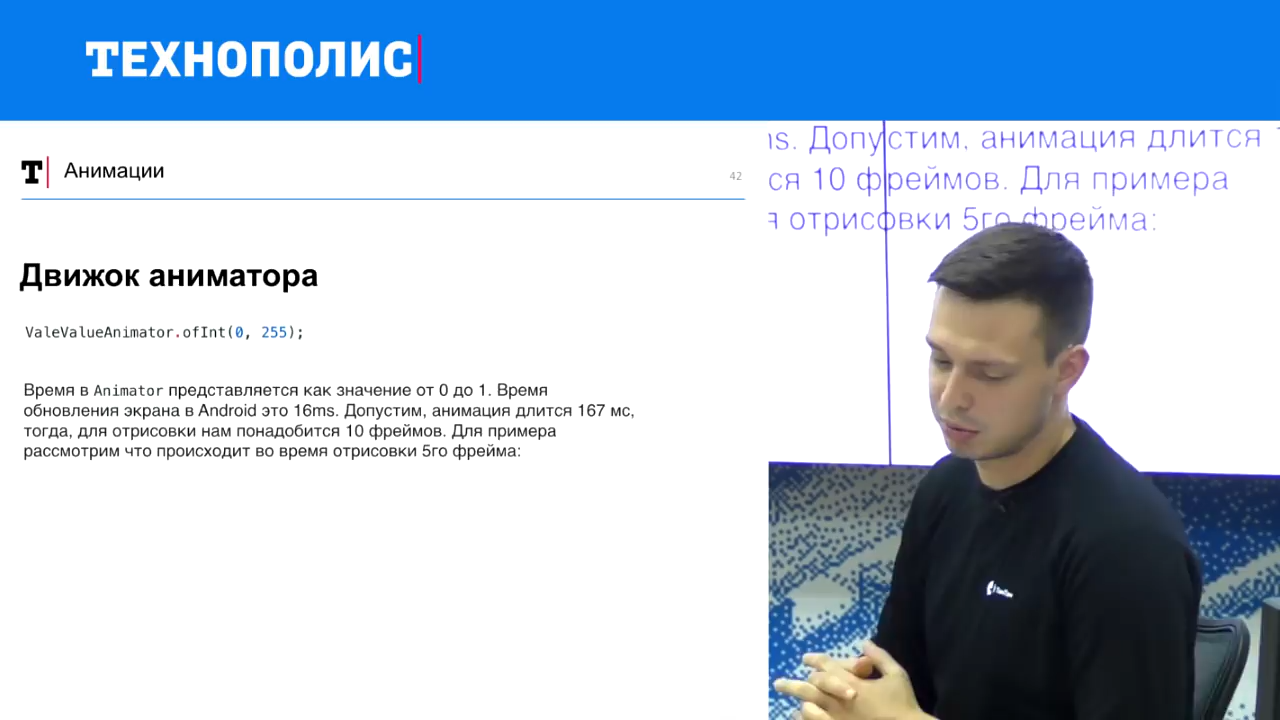 ТЕХНОПОЛИС
Т Анимации
42
Движок аниматора
ValeValueAnimator.ofInt(0, 255);
Время в Animator представляется как значение от 0 до 1. Время
обновления экрана в Android это 16ms. Допустим, анимация длится 167 мс,
тогда, для отрисовки нам понадобится 10 фреймов. Для примера
рассмотрим что происходит во время отрисовки 5го фрейма:
s. Допустим, анимация длится
ся 10 фреймов. Для примера
я отрисовки 5го фрейма: